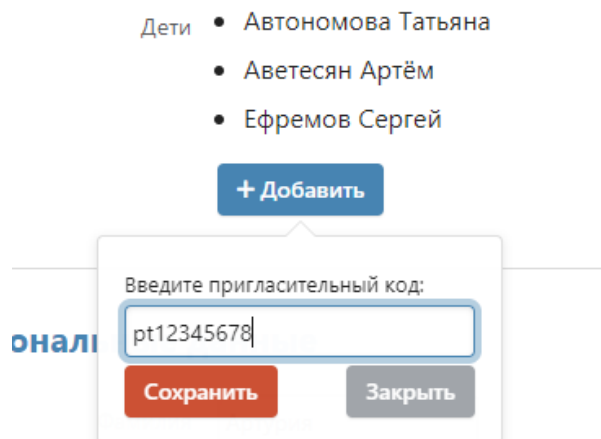 Дети • Автономова Татьяна
• Аветесян Артём
• Ефремов Сергей
+ Добавить
Введите пригласительный код:
pt12345678
Сохранить Закрыть